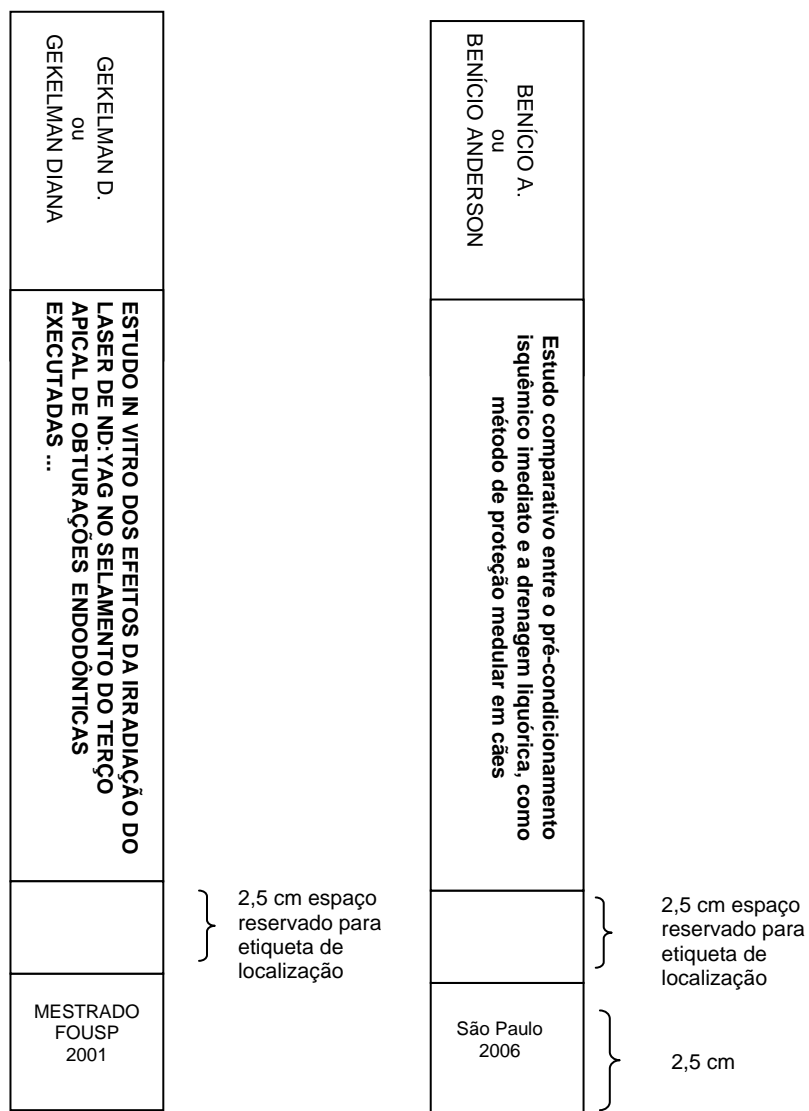 GEKELMAN D.
ou
GEKELMAN DIANA
ESTUDO IN VITRO DOS EFEITOS DA IRRADIAÇÃO DO
LASER DE ND:YAG NO SELAMENTO DO TERÇO
APICAL DE OBTURAÇÕES ENDODÔNTICAS
EXECUTADAS ...
2,5 cm espaço
reservado para
etiqueta de
localização
MESTRADO
FOUSP
2001
BENÍCIO A.
ou
BENÍCIO ANDERSON
Estudo comparativo entre o pré-condicionamento
isquêmico imediato e a drenagem liquórica, como
método de proteção medular em cães
2,5 cm espaço
reservado para
etiqueta de
localização
São Paulo
2006
2,5 cm